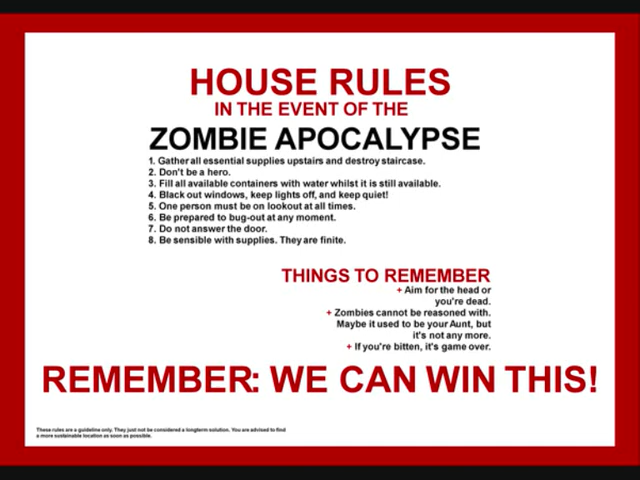 HOUSE RULES
IN THE EVENT OF THE
ZOMBIE APOCALYPSE
1. Gather all essential supplies upstairs and destroy staircase.
2. Don't be a hero.
3. Fill all available containers with water whilst it is still available.
4. Black out windows, keep lights off, and keep quiet!
5. One person must be on lookout at all times.
6. Be prepared to bug-out at any moment.
7. Do not answer the door.
8. Be sensible with supplies. They are finite.
THINGS TO REMEMBER
+ Aim for the head or
you're dead.
+ Zombies cannot be reasoned with.
Maybe it used to be your Aunt, but
it's not any more.
+ If you're bitten, it's game over.
REMEMBER: WE CAN WIN THIS!
These rules are a guideline only. They just not be considered a longterm solution. You are advised to find
a more sustainable location as soon as possible.